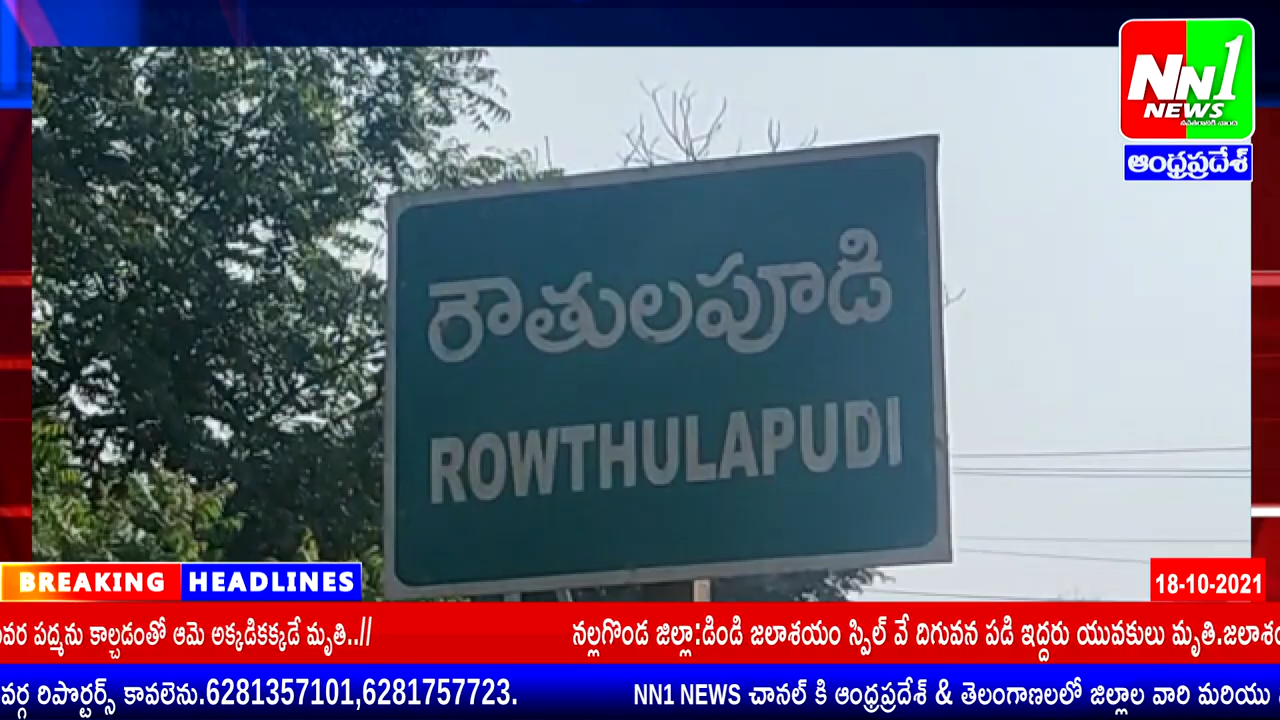 NN1
NEWS
ఆంధ్రప్రదేశ్
రౌతులపూడి
ROWTHULAPUDI
BREAKING HEADLINES
18-10-2021
వర పద్మను కాల్చడంతో ఆమె అక్కడికక్కడే మృతి..// నల్లగొండ జిల్లా:డిండి జలాశయం స్పిల్ వే దిగువన పడి ఇద్దరు యువకులు మృతి.
వర్గ రిపొర్టర్స్ కావలెను.6281357101,6281757723. NN1 NEWS చానల్ కి ఆంధ్రప్రదేశ్ & తెలంగాణలలో జిల్లాల వారి మరియు